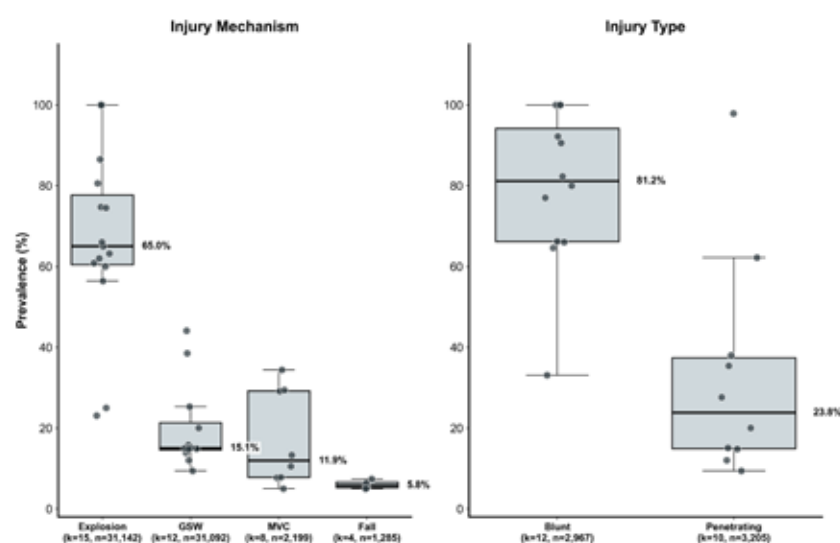 Injury Mechanism
Injury Type
Prevalence (%)
100
80
60
40
20
0
65.0%
15.1%
11.9%
5.8%
Explosion
(k=15, n=31,142)
GSW
(k=12, n=31,092)
MVC
(k=8, n=2,199)
Fall
(k=4, n=1,285)
100
80
60
40
20
0
81.2%
23.8%
Blunt
(k=12, n=2,967)
Penetrating
(k=10, n=3,205)